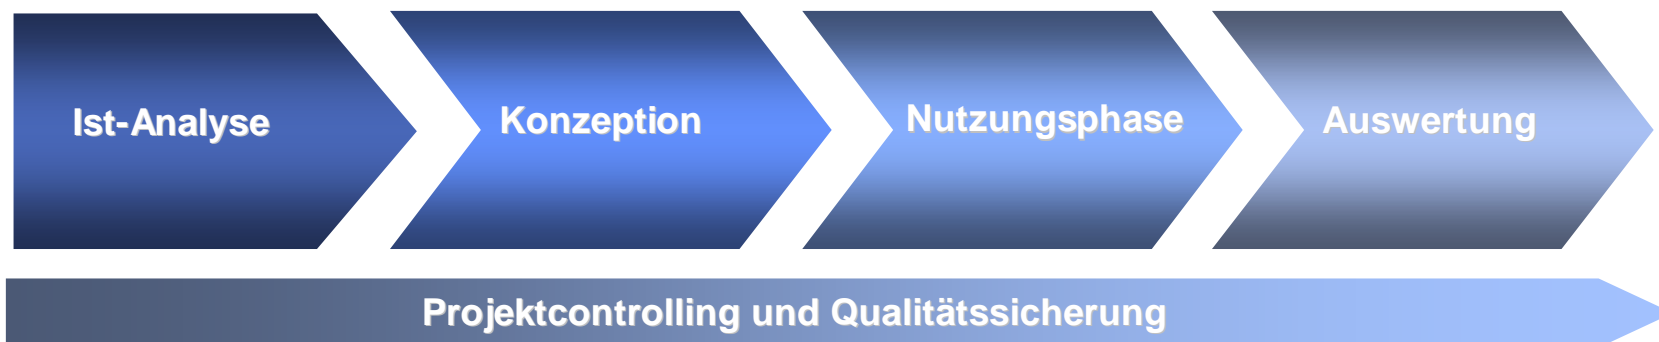 Ist-Analyse
Konzeption
Nutzungsphase
Auswertung
Projektcontrolling und Qualitätssicherung